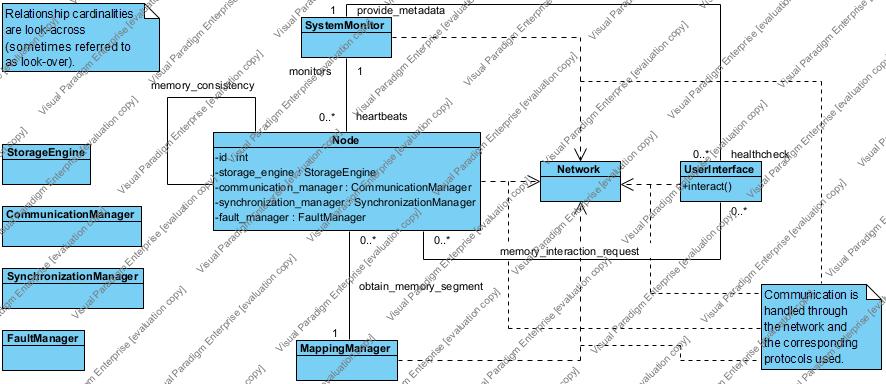 Relationship cardinalities
are look-across
(sometimes referred to
as look-over).
1
provide_metadata
SystemMonitor
monitors
1
memory_consistency
0..*
heartbeats
Node
-id : int
-storage_engine : StorageEngine
-communication_manager : CommunicationManager
-synchronization_manager : SynchronizationManager
-fault_manager : FaultManager
StorageEngine
CommunicationManager
SynchronizationManager
FaultManager
Network
0..*
healthcheck
UserInterface
+interact()
0..*
0..*
0..*
memory_interaction_request
obtain_memory_segment
1
MappingManager
Communication is
handled through
the network and
the corresponding
protocols used.
Visual Paradigm Enterprise [evaluation copy]